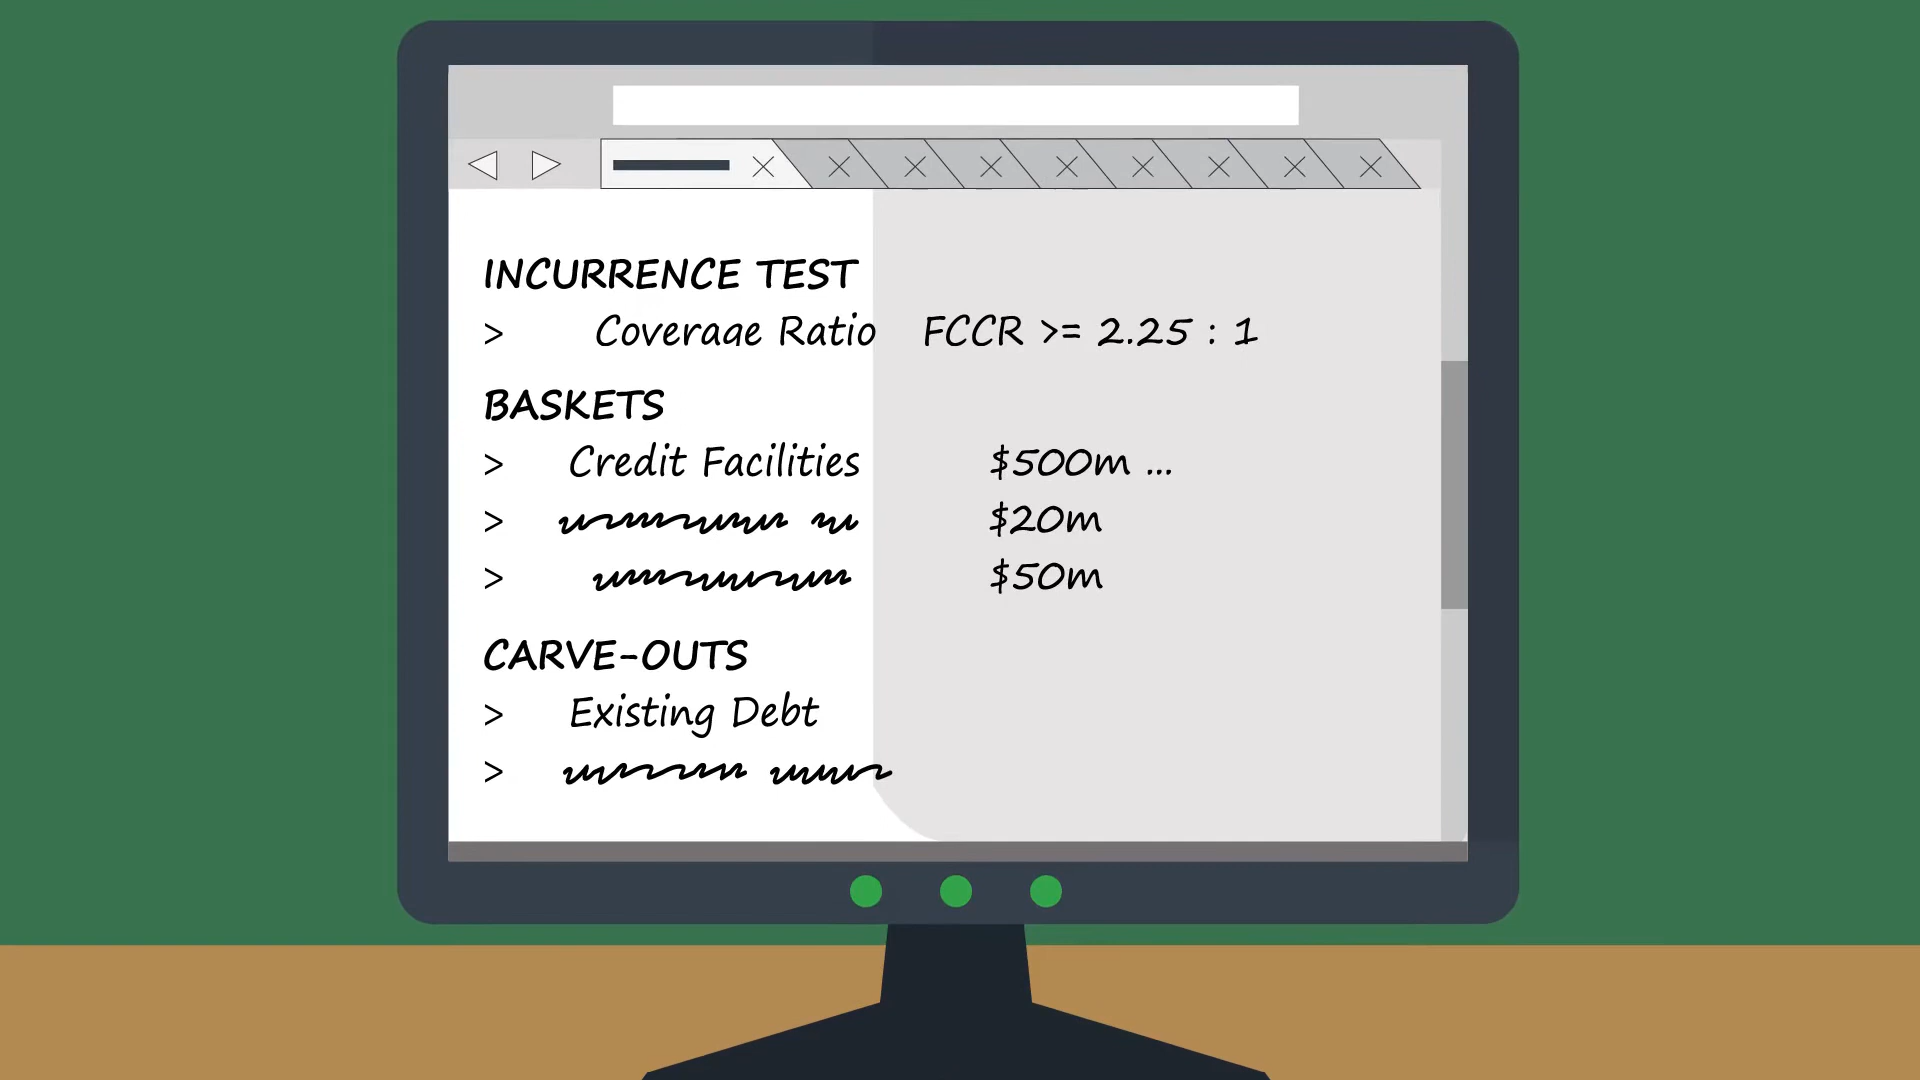 INCURRENCE TEST
> Coverage Ratio FCCR >= 2.25 : 1
BASKETS
> Credit Facilities $500m ...
> $20m
> $50m
CARVE-OUTS
> Existing Debt
>